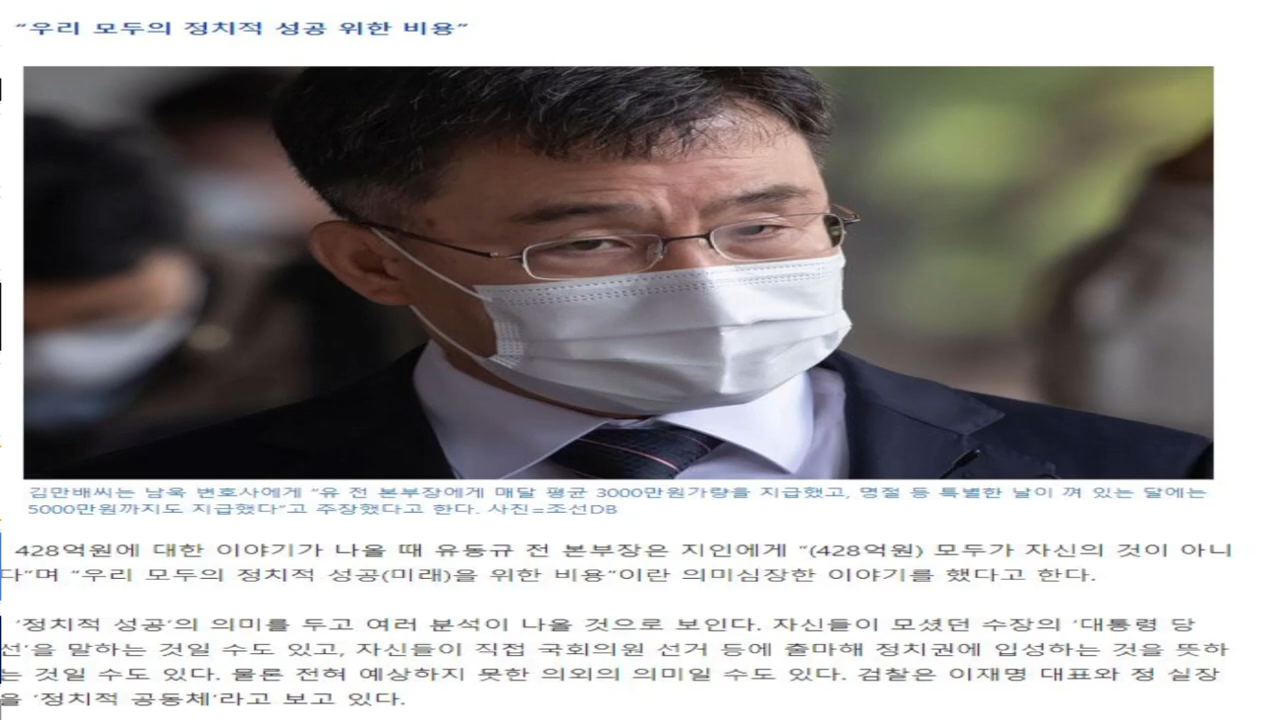 “우리 모두의 정치적 성공 위한 비용”
김만배씨는 남욱 변호사에게 “유 전 본부장에게 매달 평균 3000만원가량을 지급했고, 명절 등 특별한 날이 껴 있는 달에는
5000만원까지도 지급했다”고 주장했다고 한다. 사진=조선DB
428억원에 대한 이야기가 나올 때 유동규 전 본부장은 지인에게 “(428억원) 모두가 자신의 것이 아니
다”며 “우리 모두의 정치적 성공(미래)을 위한 비용”이란 의미심장한 이야기를 했다고 한다.
‘정치적 성공’의 의미를 두고 여러 분석이 나올 것으로 보인다. 자신들이 모셨던 수장의 ‘대통령 당
선’을 말하는 것일 수도 있고, 자신들이 직접 국회의원 선거 등에 출마해 정치권에 입성하는 것을 뜻하
는 것일 수도 있다. 물론 전혀 예상하지 못한 의외의 의미일 수도 있다. 검찰은 이재명 대표와 정 실장
을 ‘정치적 공동체’라고 보고 있다.